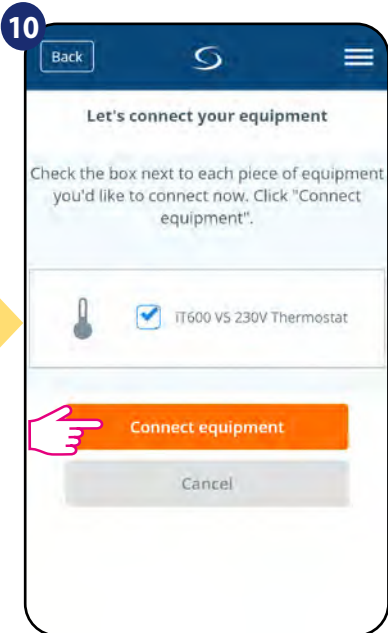 10
Back
Let's connect your equipment
Check the box next to each piece of equipment
you'd like to connect now. Click "Connect
equipment".
iT600 VS 230V Thermostat
Connect equipment
Cancel